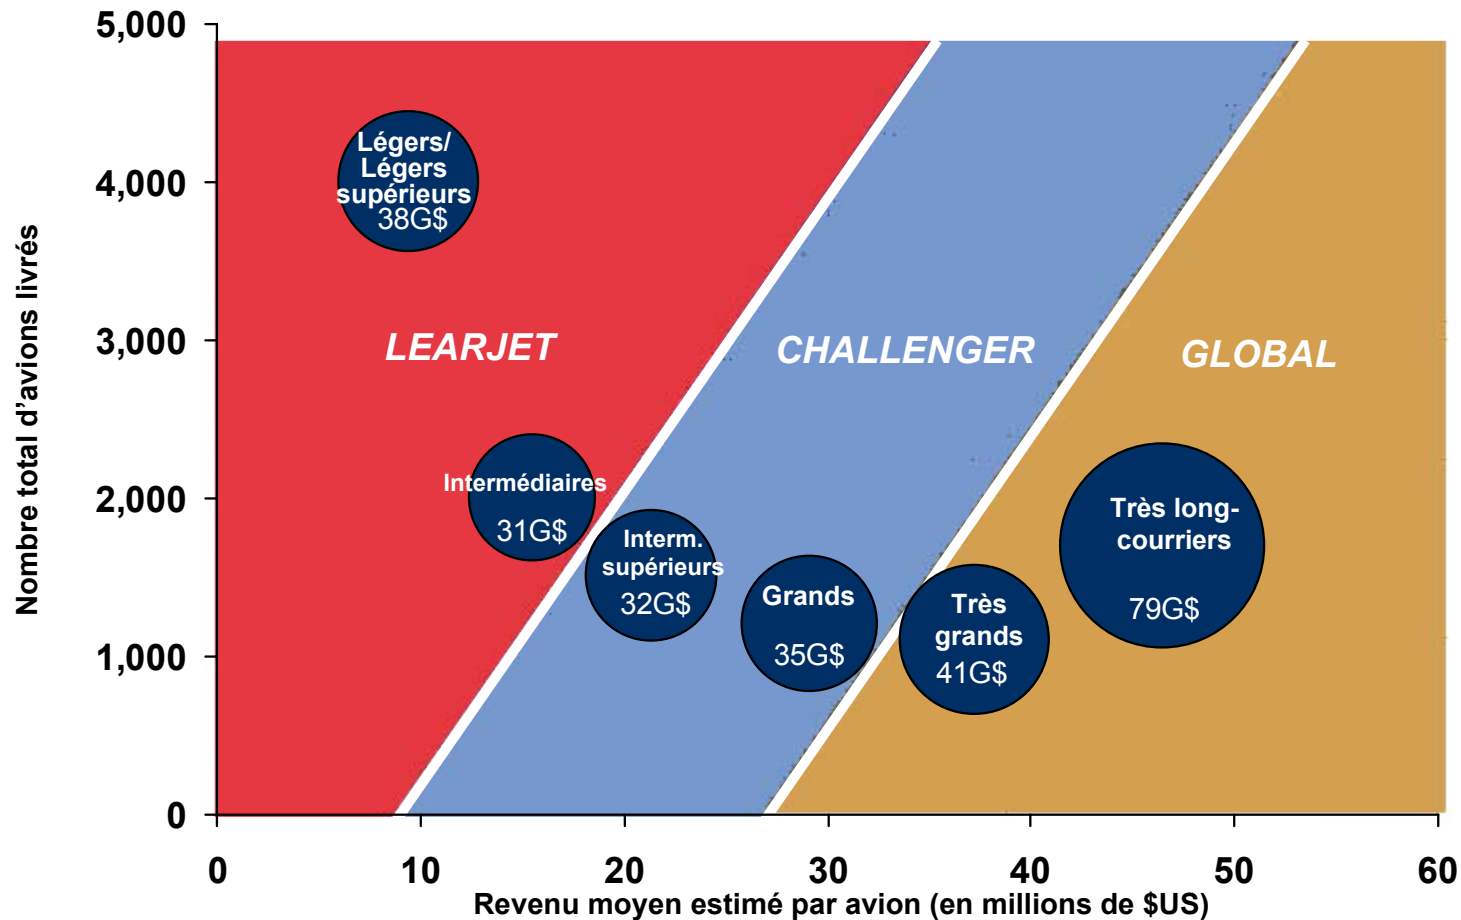 Nombre total d’avions livrés
5,000
4,000
3,000
2,000
1,000
0
Légers/
Légers
supérieurs
38G$
LEARJET
CHALLENGER
GLOBAL
Intermédiaires
31G$
Interm.
supérieurs
32G$
Grands
35G$
Très
grands
41G$
Très long-
courriers
79G$
0 10 20 30 40 50 60
Revenu moyen estimé par avion (en millions de $US)